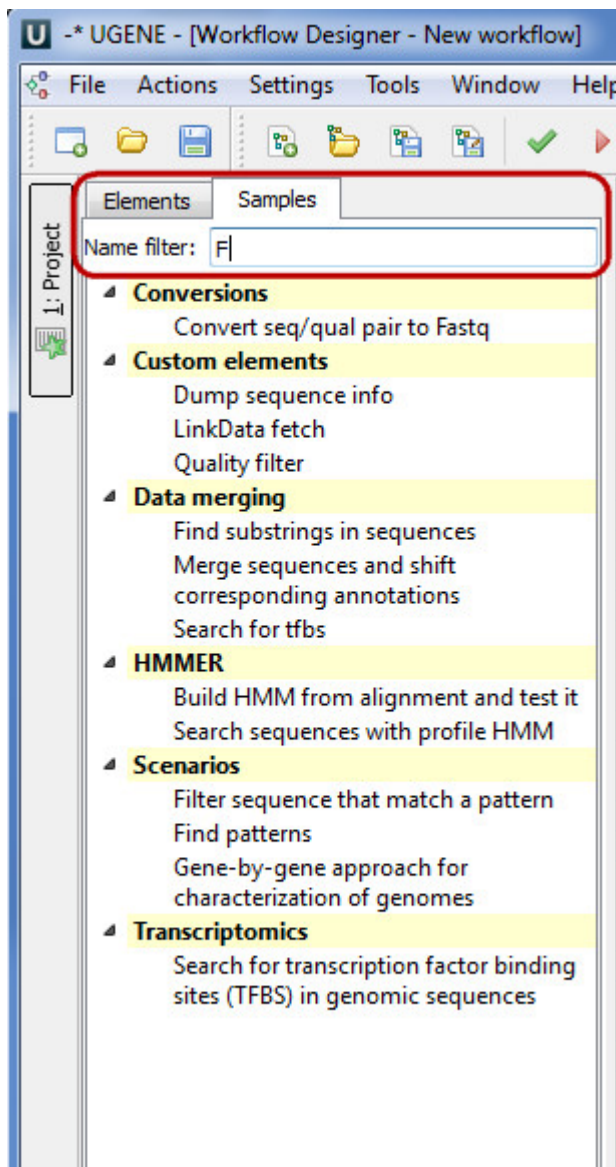 U -* UGENE - [Workflow Designer - New workflow]
File Actions Settings Tools Window Help
Elements Samples
1: Project
Name filter: F
Conversions
Convert seq/qual pair to Fastq
Custom elements
Dump sequence info
LinkData fetch
Quality filter
Data merging
Find substrings in sequences
Merge sequences and shift
corresponding annotations
Search for tfbs
HMMER
Build HMM from alignment and test it
Search sequences with profile HMM
Scenarios
Filter sequence that match a pattern
Find patterns
Gene-by-gene approach for
characterization of genomes
Transcriptomics
Search for transcription factor binding
sites (TFBS) in genomic sequences